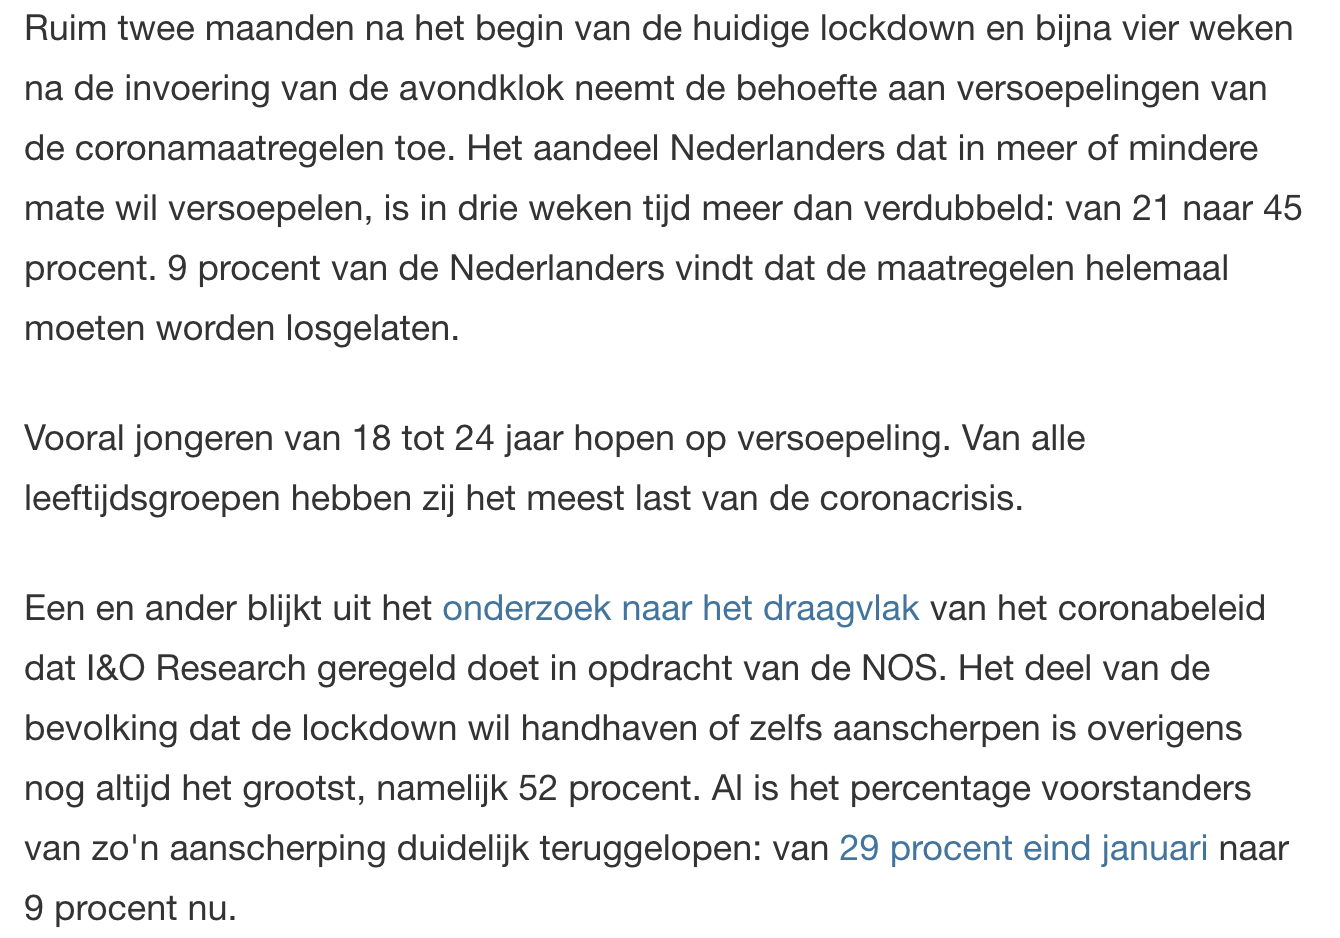 Ruim twee maanden na het begin van de huidige lockdown en bijna vier weken
na de invoering van de avondklok neemt de behoefte aan versoepelingen van
de coronamaatregelen toe. Het aandeel Nederlanders dat in meer of mindere
mate wil versoepelen, is in drie weken tijd meer dan verdubbeld: van 21 naar 45
procent. 9 procent van de Nederlanders vindt dat de maatregelen helemaal
moeten worden losgelaten.
Vooral jongeren van 18 tot 24 jaar hopen op versoepeling. Van alle
leeftijdsgroepen hebben zij het meest last van de coronacrisis.
Een en ander blijkt uit het onderzoek naar het draagvlak van het coronabeleid
dat I&O Research geregeld doet in opdracht van de NOS. Het deel van de
bevolking dat de lockdown wil handhaven of zelfs aanscherpen is overigens
nog altijd het grootst, namelijk 52 procent. Al is het percentage voorstanders
van zo'n aanscherping duidelijk teruggelopen: van 29 procent eind januari naar
9 procent nu.